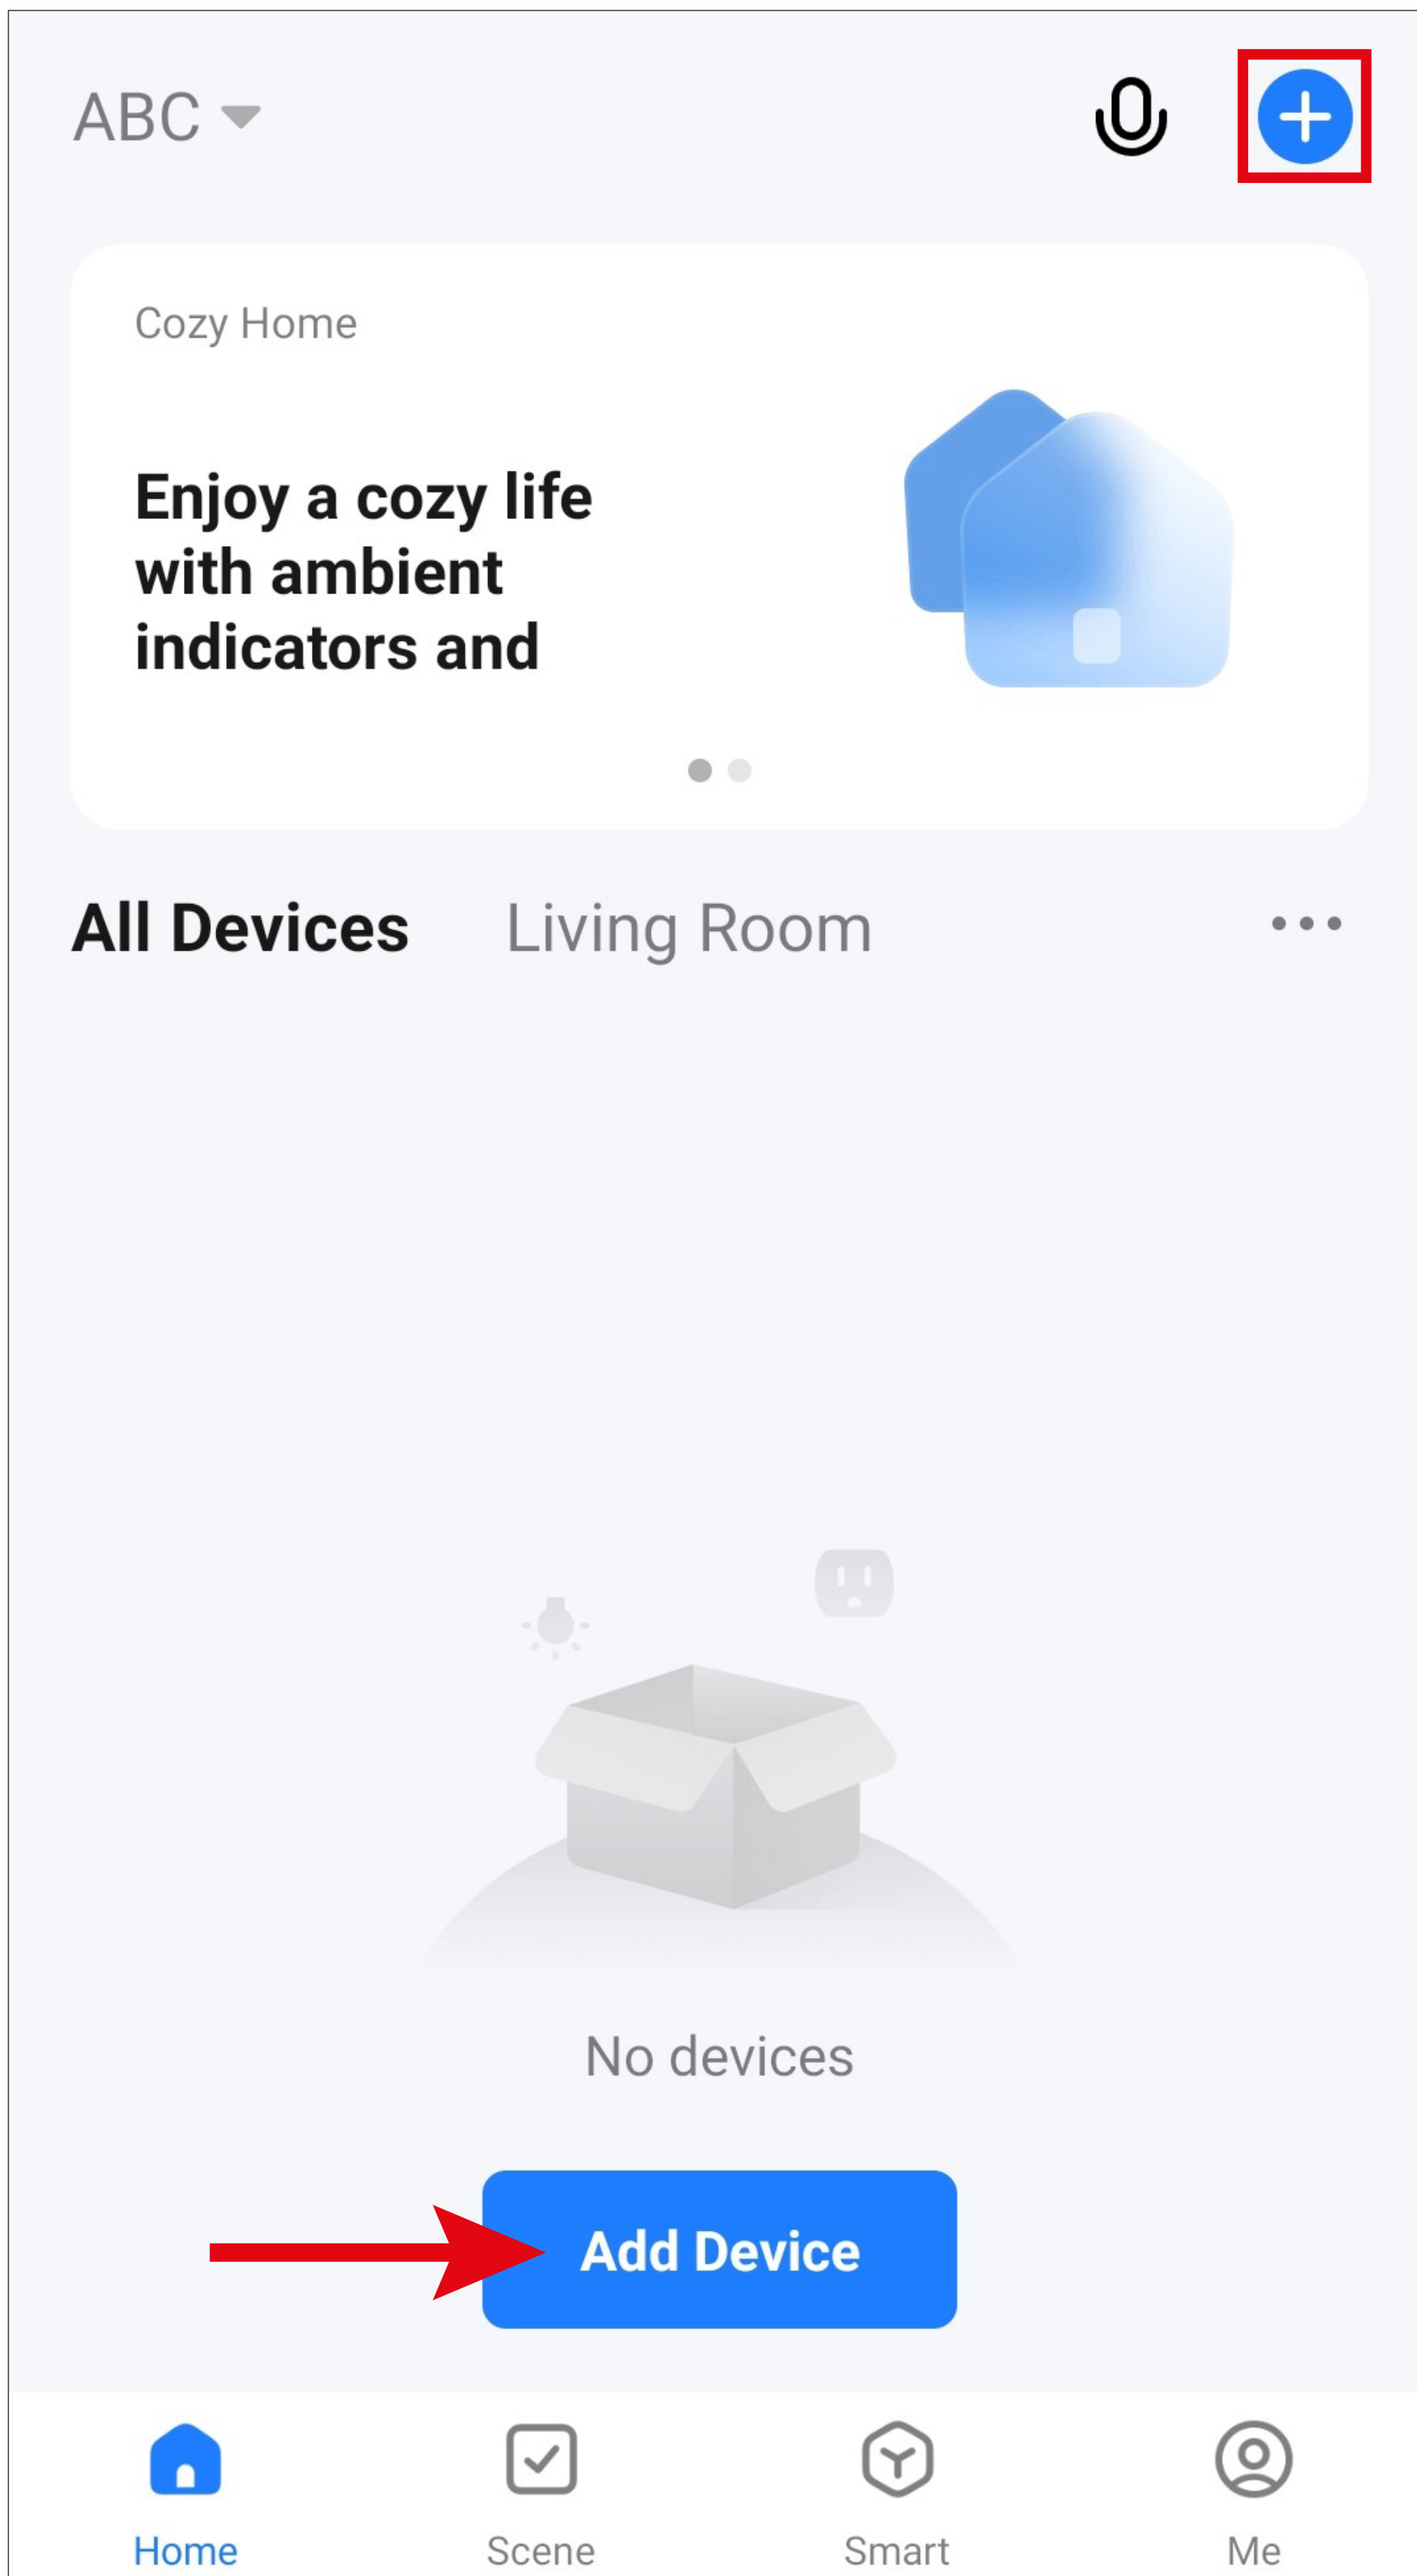 ABC
Cozy Home
Enjoy a cozy life
with ambient
indicators and
All Devices Living Room
No devices
Add Device
Home Scene Smart Me